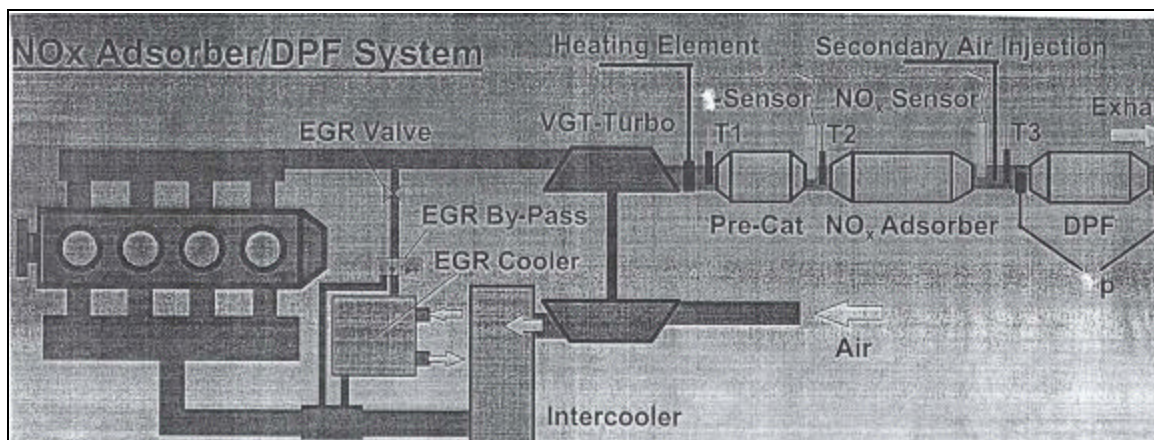 NOx Adsorber/DPF System
Heating Element
Secondary Air Injection
-Sensor
NOx Sensor
VGT-Turbo
T1
T2
T3
EGR Valve
Pre-Cat
NOx Adsorber
DPF
EGR By-Pass
EGR Cooler
p
Air
Intercooler